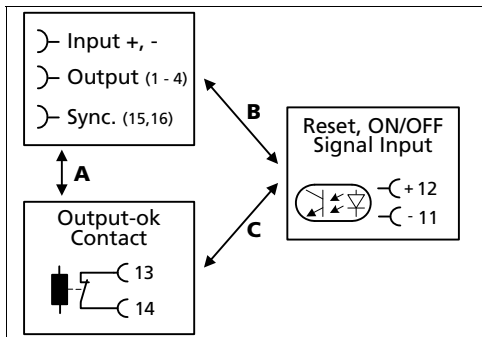 Input +, -
Output (1 - 4)
Sync. (15,16)
B
Reset, ON/OFF
Signal Input
+ 12
- 11
A
Output-ok
Contact
13
14
C